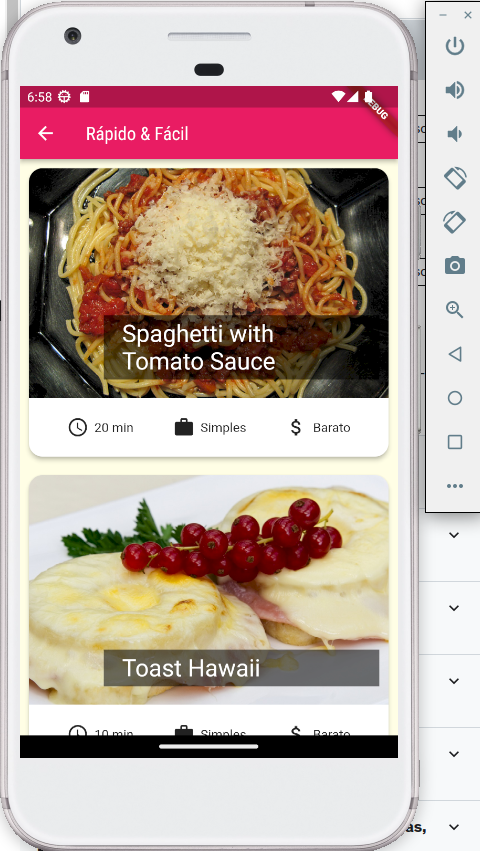 6:58
EBUG
Rápido & Fácil
Spaghetti with
Tomato Sauce
20 min Simples Barato
Toast Hawaii
10 min Simples Barato
as,